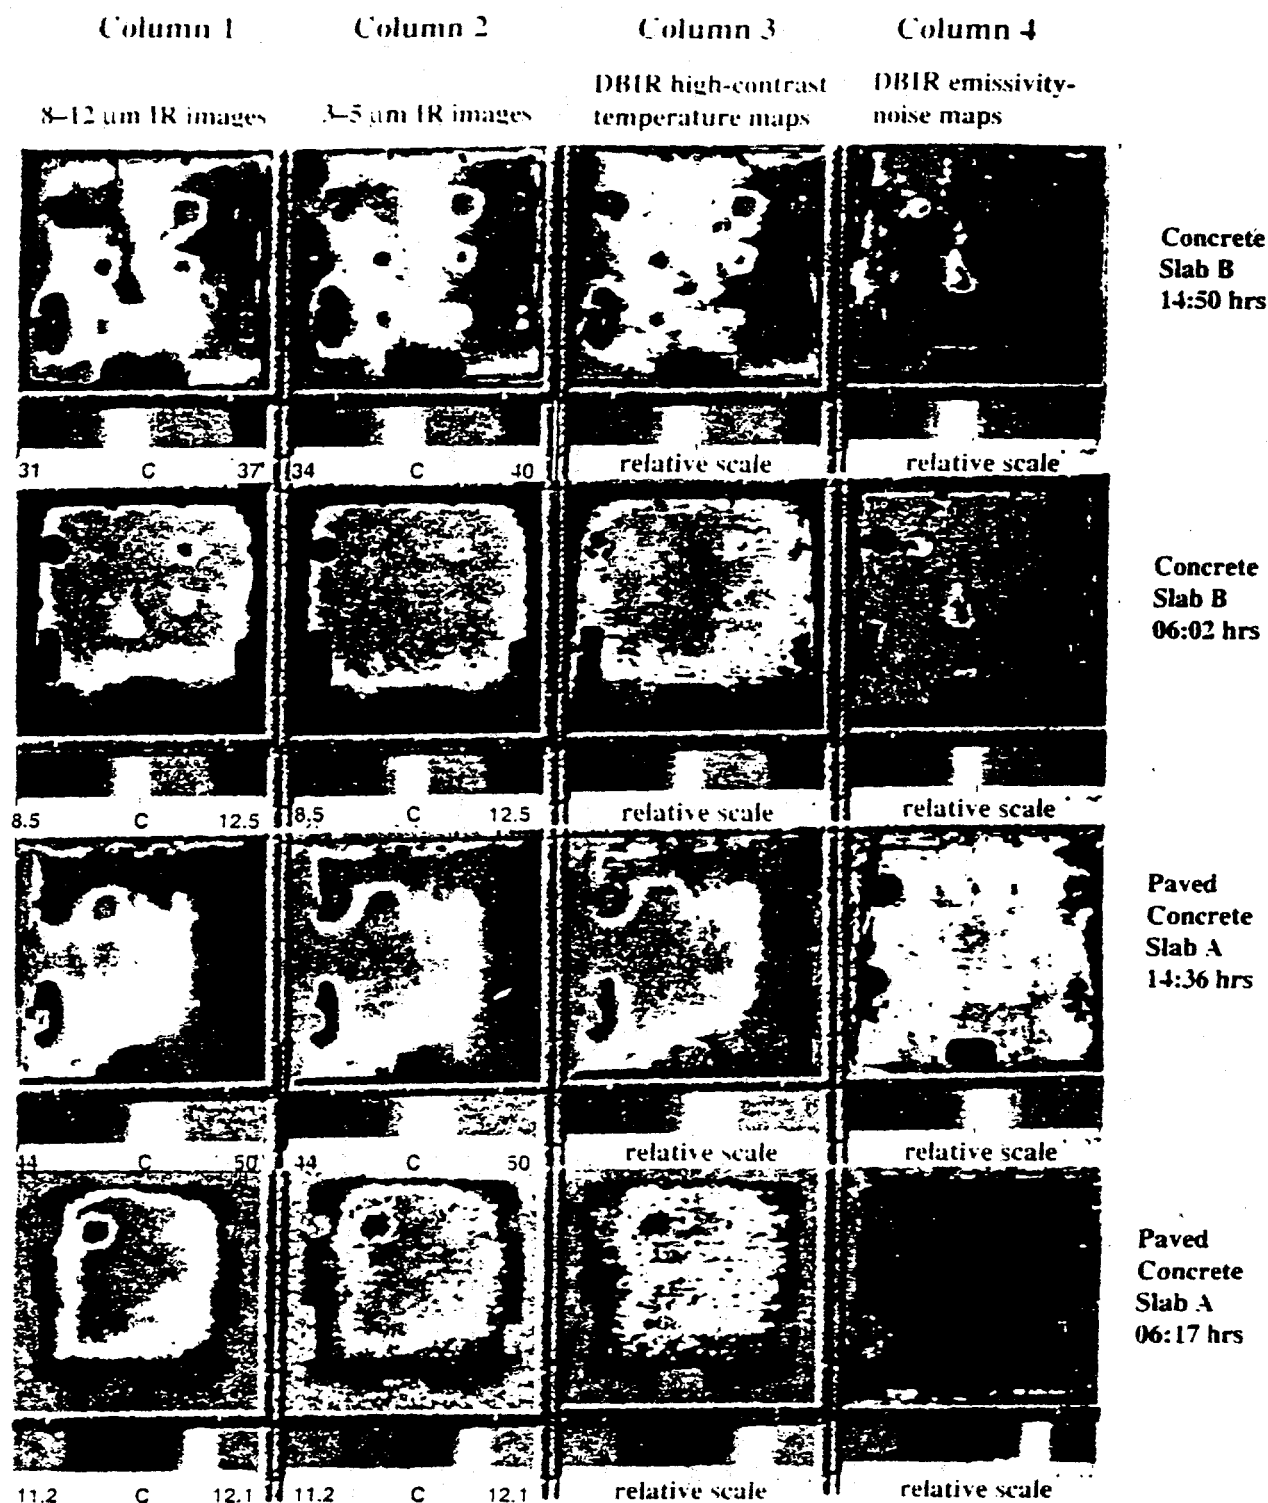 Column 1 Column 2 Column 3 Column 4
8–12 µm IR images
3–5 µm IR images
DBIR high-contrast
temperature maps
DBIR emissivity-
noise maps
Concrete
Slab B
14:50 hrs
31 C 37
34 C 40
relative scale
relative scale
Concrete
Slab B
06:02 hrs
8.5 C 12.5
8.5 C 12.5
relative scale
relative scale
Paved
Concrete
Slab A
14:36 hrs
44 C 50
44 C 50
relative scale
relative scale
Paved
Concrete
Slab A
06:17 hrs
11.2 C 12.1
11.2 C 12.1
relative scale
relative scale